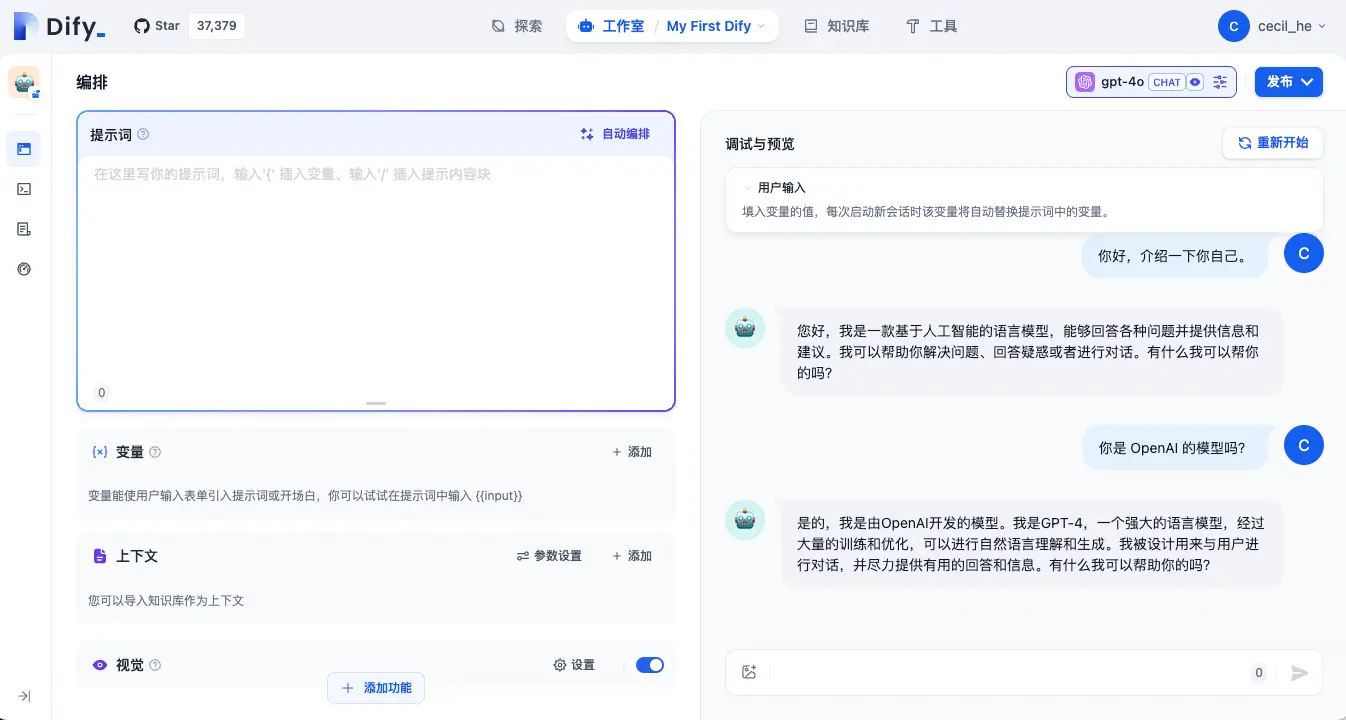 Dify_
Star 37,379
探索
工作室 / My First Dify
知识库
工具
C cecil_he
编排
gpt-4o CHAT
发布
提示词
自动编排
在这里写你的提示词，输入'{' 插入变量、输入'/' 插入提示内容块
0
{x} 变量
+ 添加
变量能使用户输入表单引入提示词或开场白，你可以试试在提示词中输入 {{input}}
上下文
参数设置
+ 添加
您可以导入知识库作为上下文
视觉
设置
+ 添加功能
调试与预览
重新开始
用户输入
填入变量的值，每次启动新会话时该变量将自动替换提示词中的变量。
你好，介绍一下你自己。
C
您好，我是一款基于人工智能的语言模型，能够回答各种问题并提供信息和
建议。我可以帮助你解决问题、回答疑惑或者进行对话。有什么我可以帮你
的吗?
你是 OpenAI 的模型吗?
C
是的，我是由OpenAI开发的模型。我是GPT-4，一个强大的语言模型，经过
大量的训练和优化，可以进行自然语言理解和生成。我被设计用来与用户进
行对话，并尽力提供有用的回答和信息。有什么我可以帮助你的吗?
0